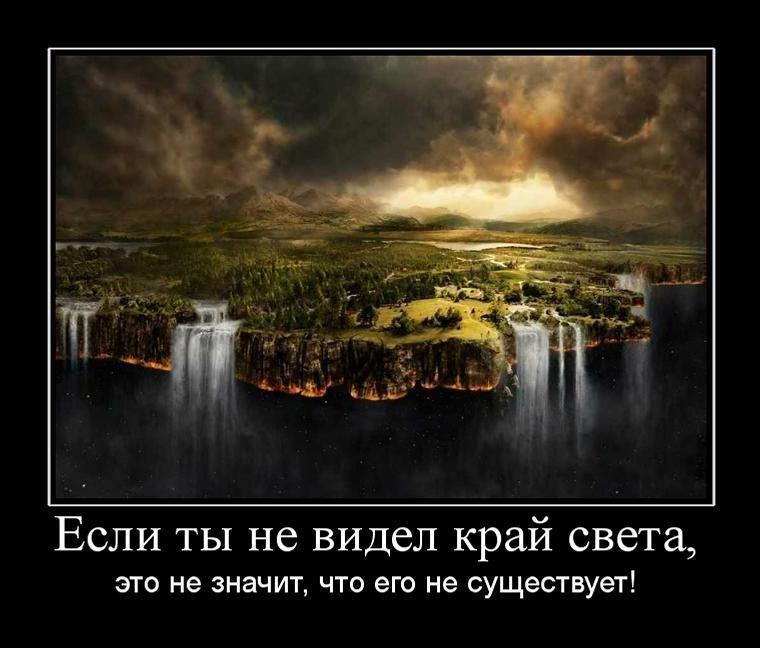 Если ты не видел край света,
это не значит, что его не существует!